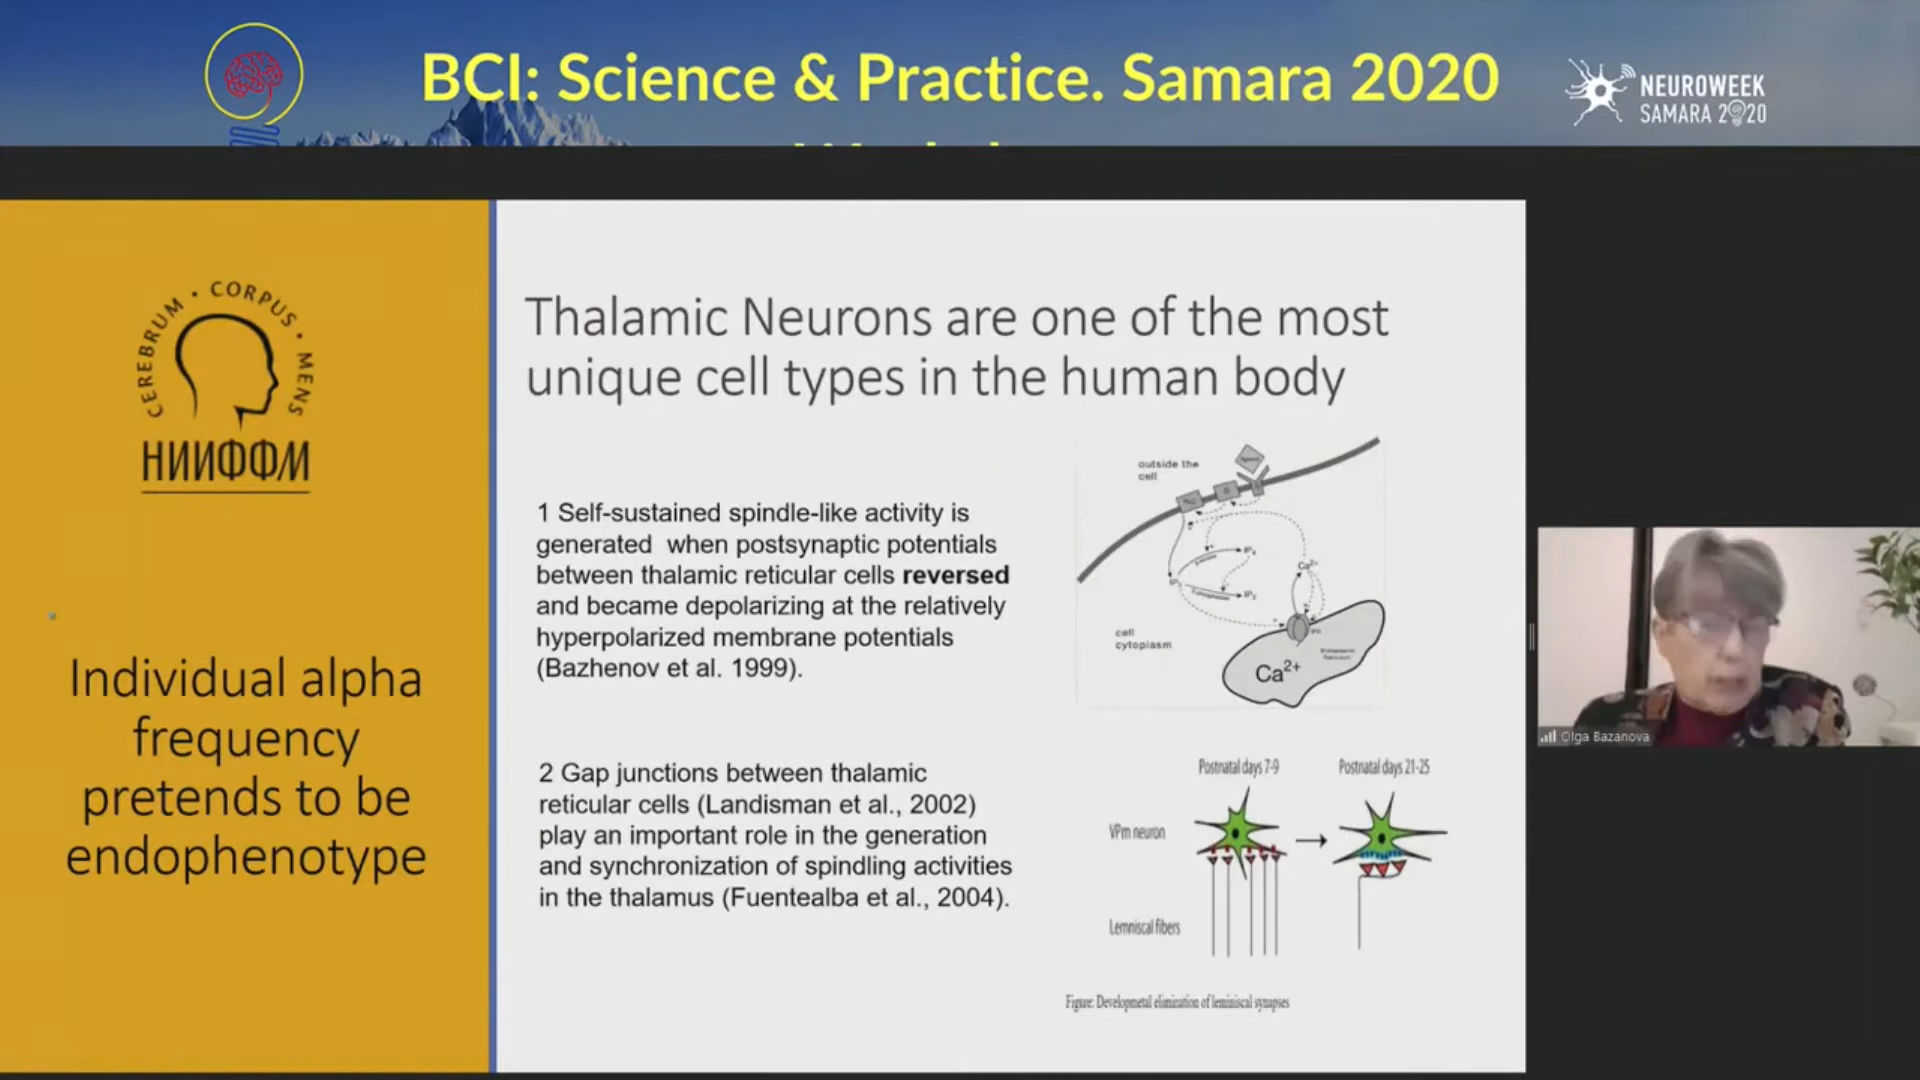 BCI: Science & Practice. Samara 2020
NEUROWEEK
SAMARA 2020
CEREBRUM · CORPUS · MENS
НИИФФМ
Individual alpha
frequency
pretends to be
endophenotype
Thalamic Neurons are one of the most
unique cell types in the human body
1 Self-sustained spindle-like activity is
generated when postsynaptic potentials
between thalamic reticular cells reversed
and became depolarizing at the relatively
hyperpolarized membrane potentials
(Bazhenov et al. 1999).
2 Gap junctions between thalamic
reticular cells (Landisman et al., 2002)
play an important role in the generation
and synchronization of spindling activities
in the thalamus (Fuentealba et al., 2004).
outside the
cell
Ca2+
cell
cytoplasm
Ca2+
Postnatal days 7-9
Postnatal days 21-25
VPm neuron
Lemniscal fibers
Figure: Developmetal elimination of leminiscal synapses
Olga Bazanova